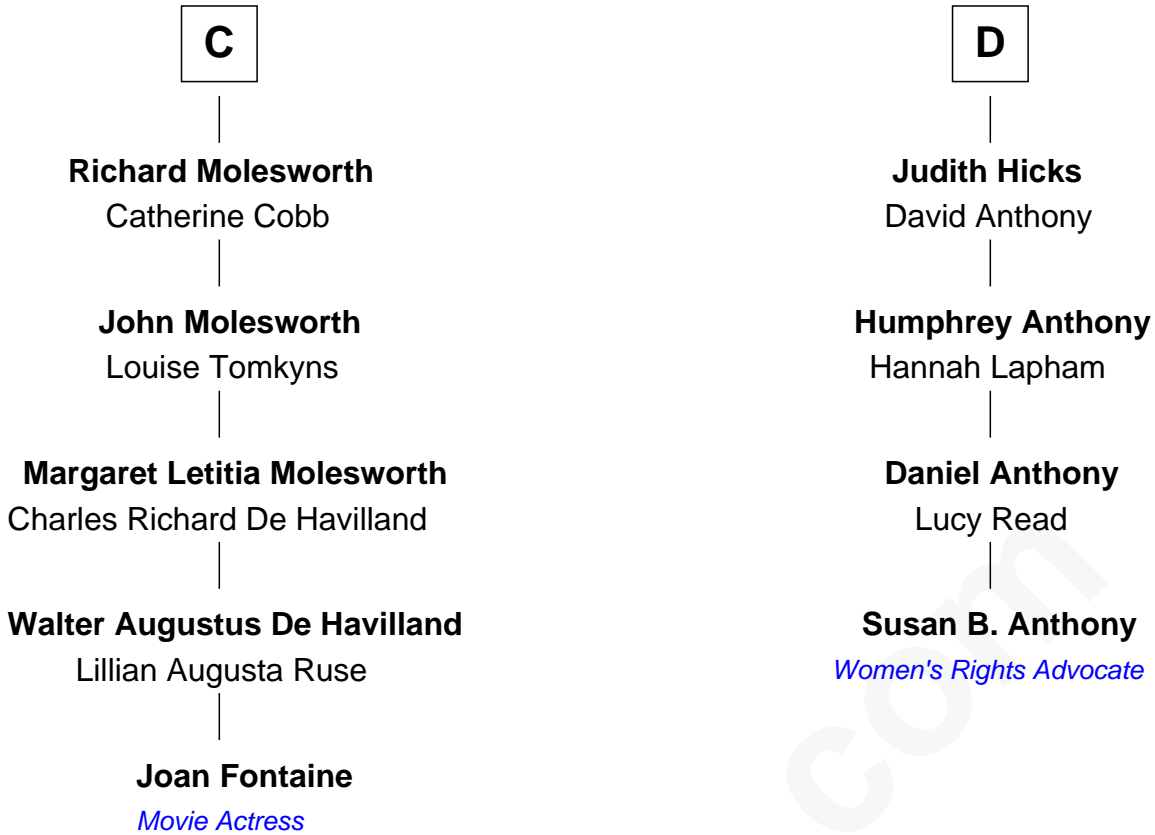 C
Richard Molesworth
Catherine Cobb
John Molesworth
Louise Tomkyns
Margaret Letitia Molesworth
Charles Richard De Havilland
Walter Augustus De Havilland
Lillian Augusta Ruse
Joan Fontaine
Movie Actress
D
Judith Hicks
David Anthony
Humphrey Anthony
Hannah Lapham
Daniel Anthony
Lucy Read
Susan B. Anthony
Women's Rights Advocate
com